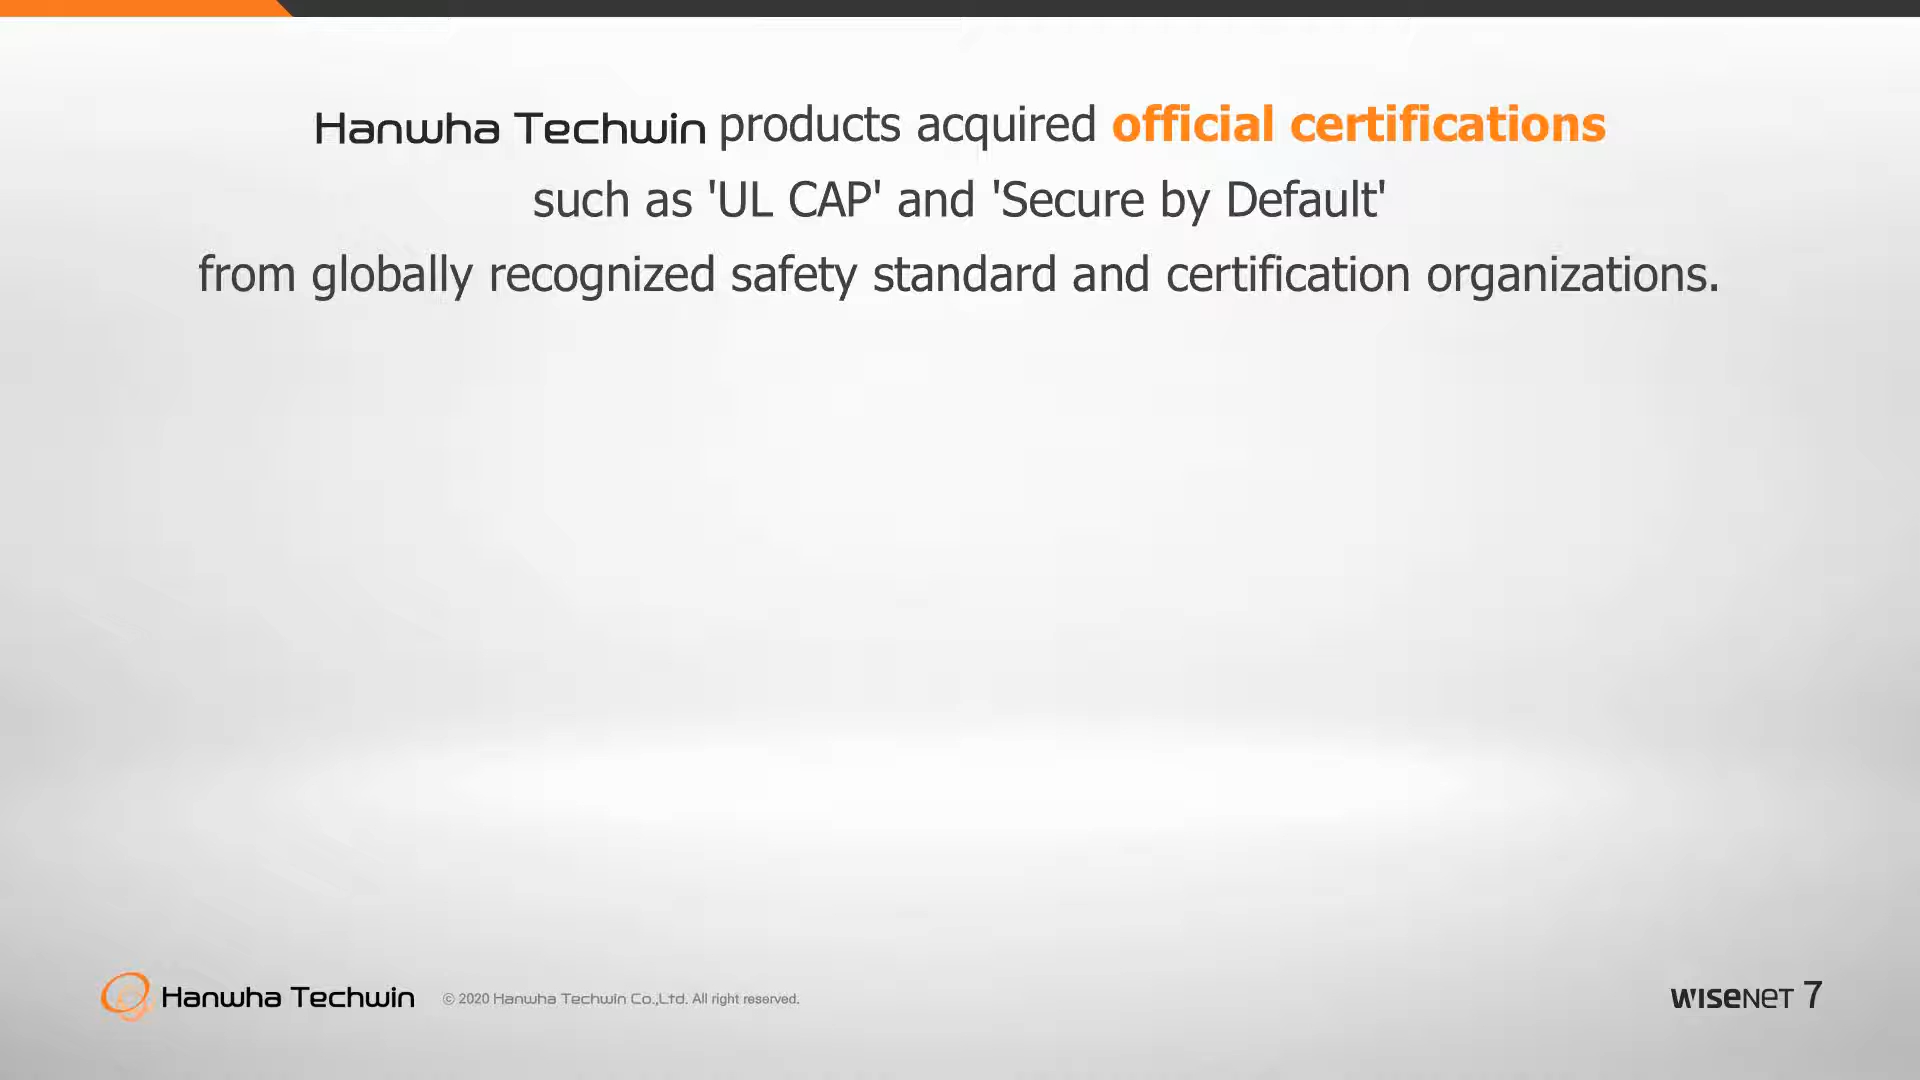 Hanwha Techwin products acquired official certifications
such as 'UL CAP' and 'Secure by Default'
from globally recognized safety standard and certification organizations.
Hanwha Techwin © 2020 Hanwha Techwin Co.,Ltd. All right reserved.
WISENET 7